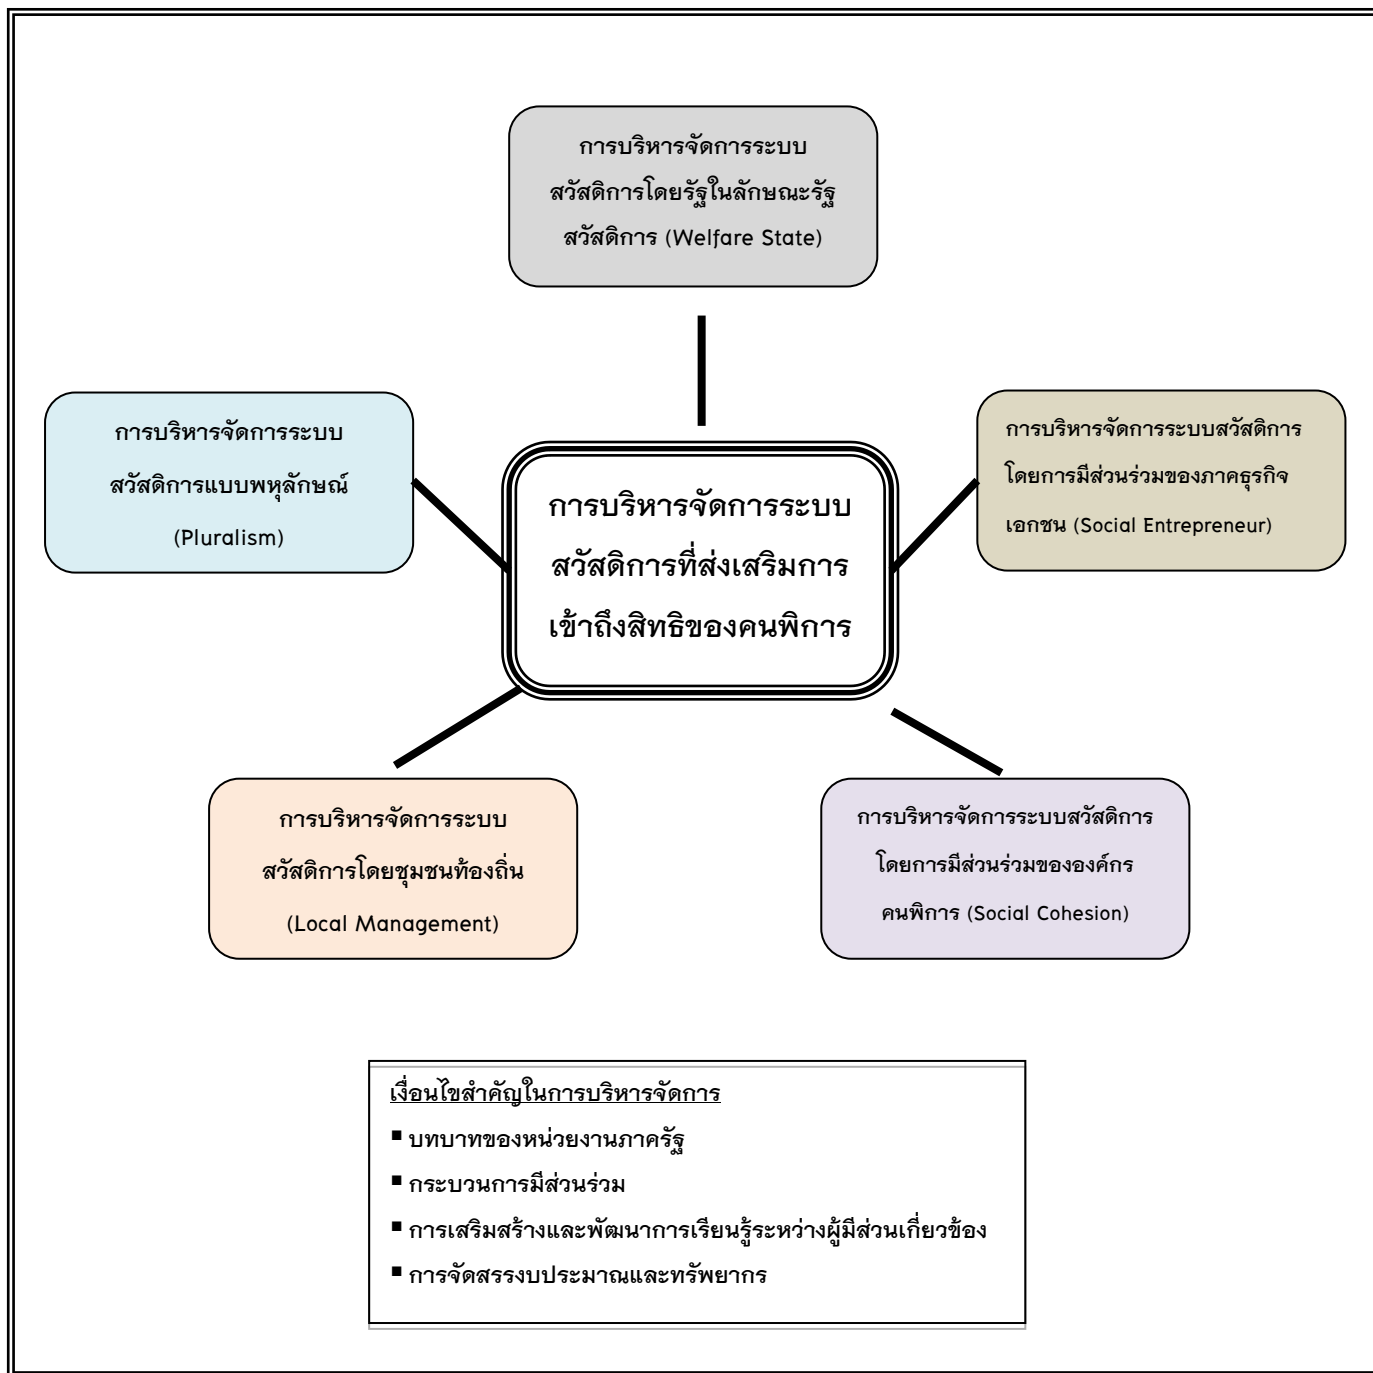 การบริหารจัดการระบบ
สวัสดิการโดยรัฐในลักษณะรัฐ
สวัสดิการ (Welfare State)
การบริหารจัดการระบบ
สวัสดิการแบบพหุลักษณ์
(Pluralism)
การบริหารจัดการระบบสวัสดิการ
โดยการมีส่วนร่วมของภาคธุรกิจ
เอกชน (Social Entrepreneur)
การบริหารจัดการระบบ
สวัสดิการที่ส่งเสริมการ
เข้าถึงสิทธิของคนพิการ
การบริหารจัดการระบบ
สวัสดิการโดยชุมชนท้องถิ่น
(Local Management)
การบริหารจัดการระบบสวัสดิการ
โดยการมีส่วนร่วมขององค์กร
คนพิการ (Social Cohesion)
เงื่อนไขสำคัญในการบริหารจัดการ
▪ บทบาทของหน่วยงานภาครัฐ
▪ กระบวนการมีส่วนร่วม
▪ การเสริมสร้างและพัฒนาการเรียนรู้ระหว่างผู้มีส่วนเกี่ยวข้อง
▪ การจัดสรรงบประมาณและทรัพยากร